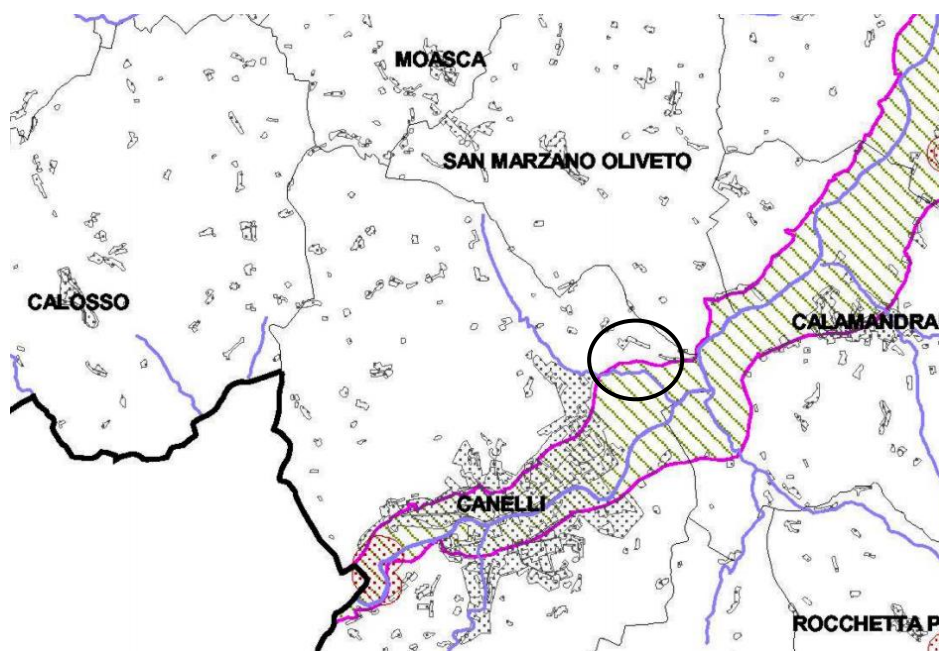 MOASCA
SAN MARZANO OLIVETO
CALOSSO
CALAMANDRA
CANELLI
ROCCHETTA P